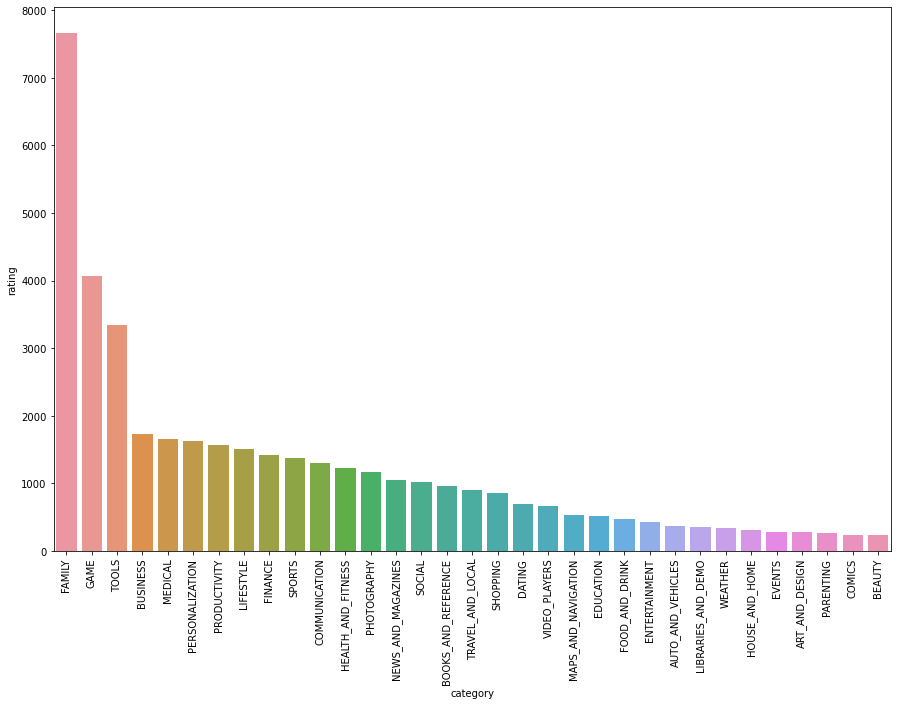 8000
7000
6000
5000
4000
3000
2000
1000
0
rating
FAMILY
GAME
TOOLS
BUSINESS
MEDICAL
PERSONALIZATION
PRODUCTIVITY
LIFESTYLE
FINANCE
SPORTS
COMMUNICATION
HEALTH_AND_FITNESS
PHOTOGRAPHY
NEWS_AND_MAGAZINES
SOCIAL
BOOKS_AND_REFERENCE
TRAVEL_AND_LOCAL
SHOPPING
DATING
VIDEO_PLAYERS
MAPS_AND_NAVIGATION
EDUCATION
FOOD_AND_DRINK
ENTERTAINMENT
AUTO_AND_VEHICLES
LIBRARIES_AND_DEMO
WEATHER
HOUSE_AND_HOME
EVENTS
ART_AND_DESIGN
PARENTING
COMICS
BEAUTY
category